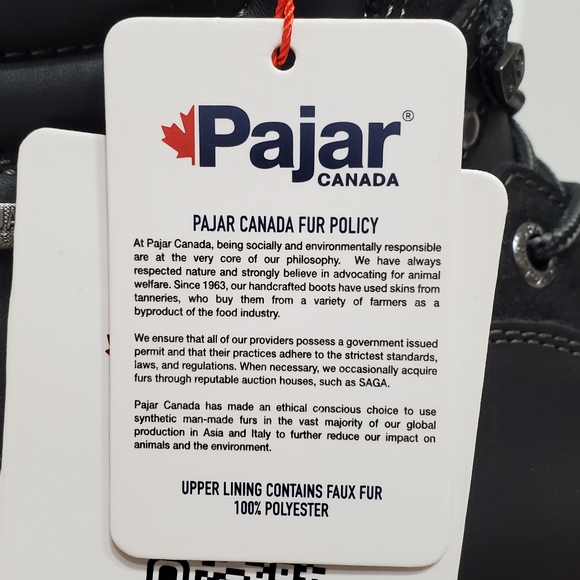 Pajar®
CANADA
PAJAR CANADA FUR POLICY
At Pajar Canada, being socially and environmentally responsible
are at the very core of our philosophy. We have always
respected nature and strongly believe in advocating for animal
welfare. Since 1963, our handcrafted boots have used skins from
tanneries, who buy them from a variety of farmers as a
byproduct of the food industry.
We ensure that all of our providers possess a government issued
permit and that their practices adhere to the strictest standards,
laws, and regulations. When necessary, we occasionally acquire
furs through reputable auction houses, such as SAGA.
Pajar Canada has made an ethical conscious choice to use
synthetic man-made furs in the vast majority of our global
production in Asia and Italy to further reduce our impact on
animals and the environment.
UPPER LINING CONTAINS FAUX FUR
100% POLYESTER